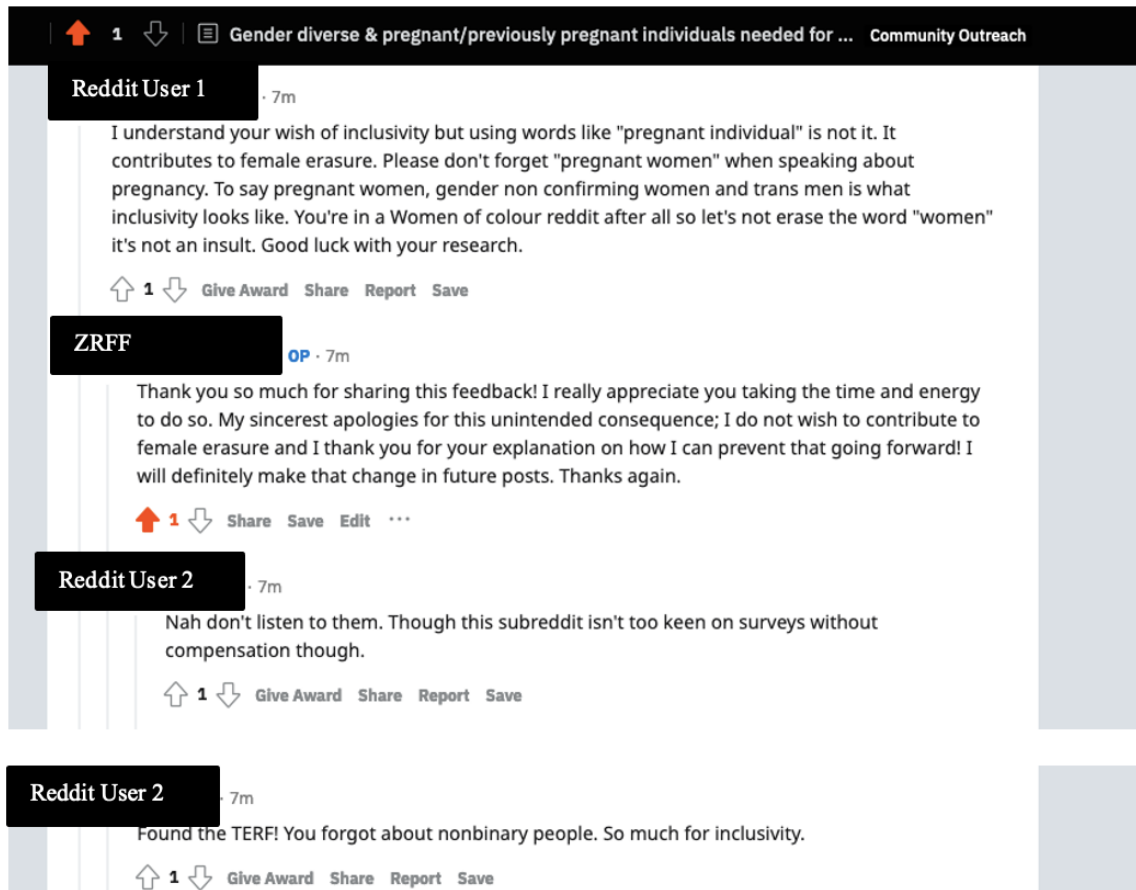 1 Gender diverse & pregnant/previously pregnant individuals needed for ... Community Outreach
Reddit User 1 · 7m
I understand your wish of inclusivity but using words like "pregnant individual" is not it. It
contributes to female erasure. Please don't forget "pregnant women" when speaking about
pregnancy. To say pregnant women, gender non confirming women and trans men is what
inclusivity looks like. You're in a Women of colour reddit after all so let's not erase the word "women"
it's not an insult. Good luck with your research.
1 Give Award Share Report Save
ZRFF OP · 7m
Thank you so much for sharing this feedback! I really appreciate you taking the time and energy
to do so. My sincerest apologies for this unintended consequence; I do not wish to contribute to
female erasure and I thank you for your explanation on how I can prevent that going forward! I
will definitely make that change in future posts. Thanks again.
1 Share Save Edit ···
Reddit User 2 · 7m
Nah don't listen to them. Though this subreddit isn't too keen on surveys without
compensation though.
1 Give Award Share Report Save
Reddit User 2 · 7m
Found the TERF! You forgot about nonbinary people. So much for inclusivity.
1 Give Award Share Report Save